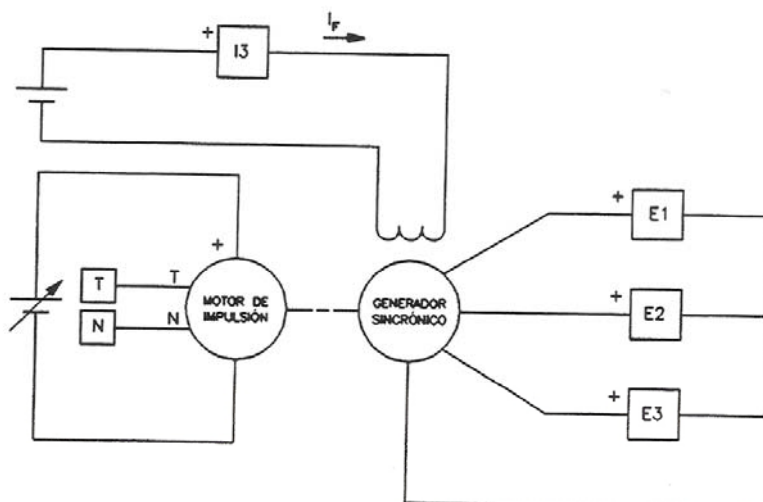 +
I3
I_F
+
E1
+
T
T
N
N
MOTOR DE
IMPULSIÓN
GENERADOR
SINCRÓNICO
+
E2
+
E3